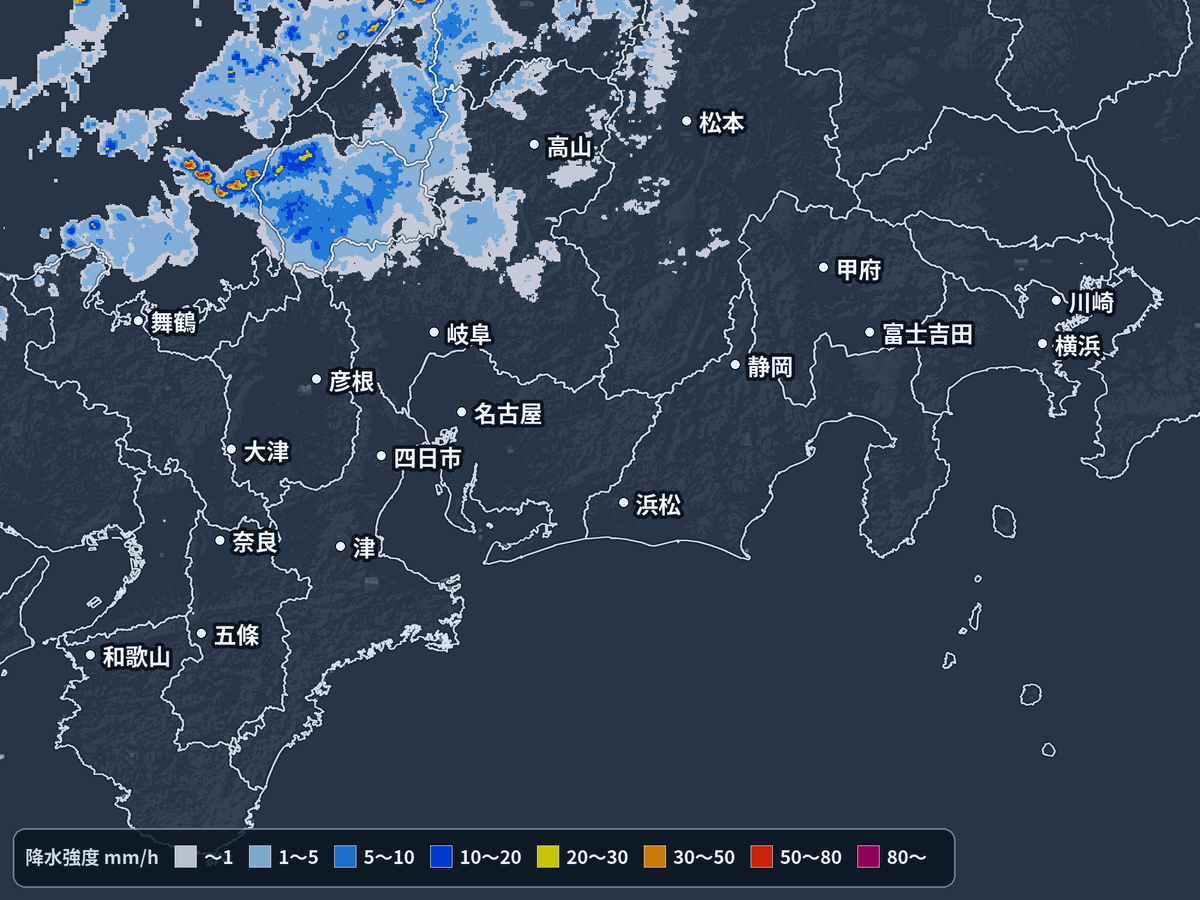 松本
高山
甲府
川崎
舞鶴
岐阜
富士吉田
横浜
静岡
彦根
名古屋
大津
四日市
浜松
奈良
津
五條
和歌山
降水強度 mm/h ～1 1～5 5～10 10～20 20～30 30～50 50～80 80～